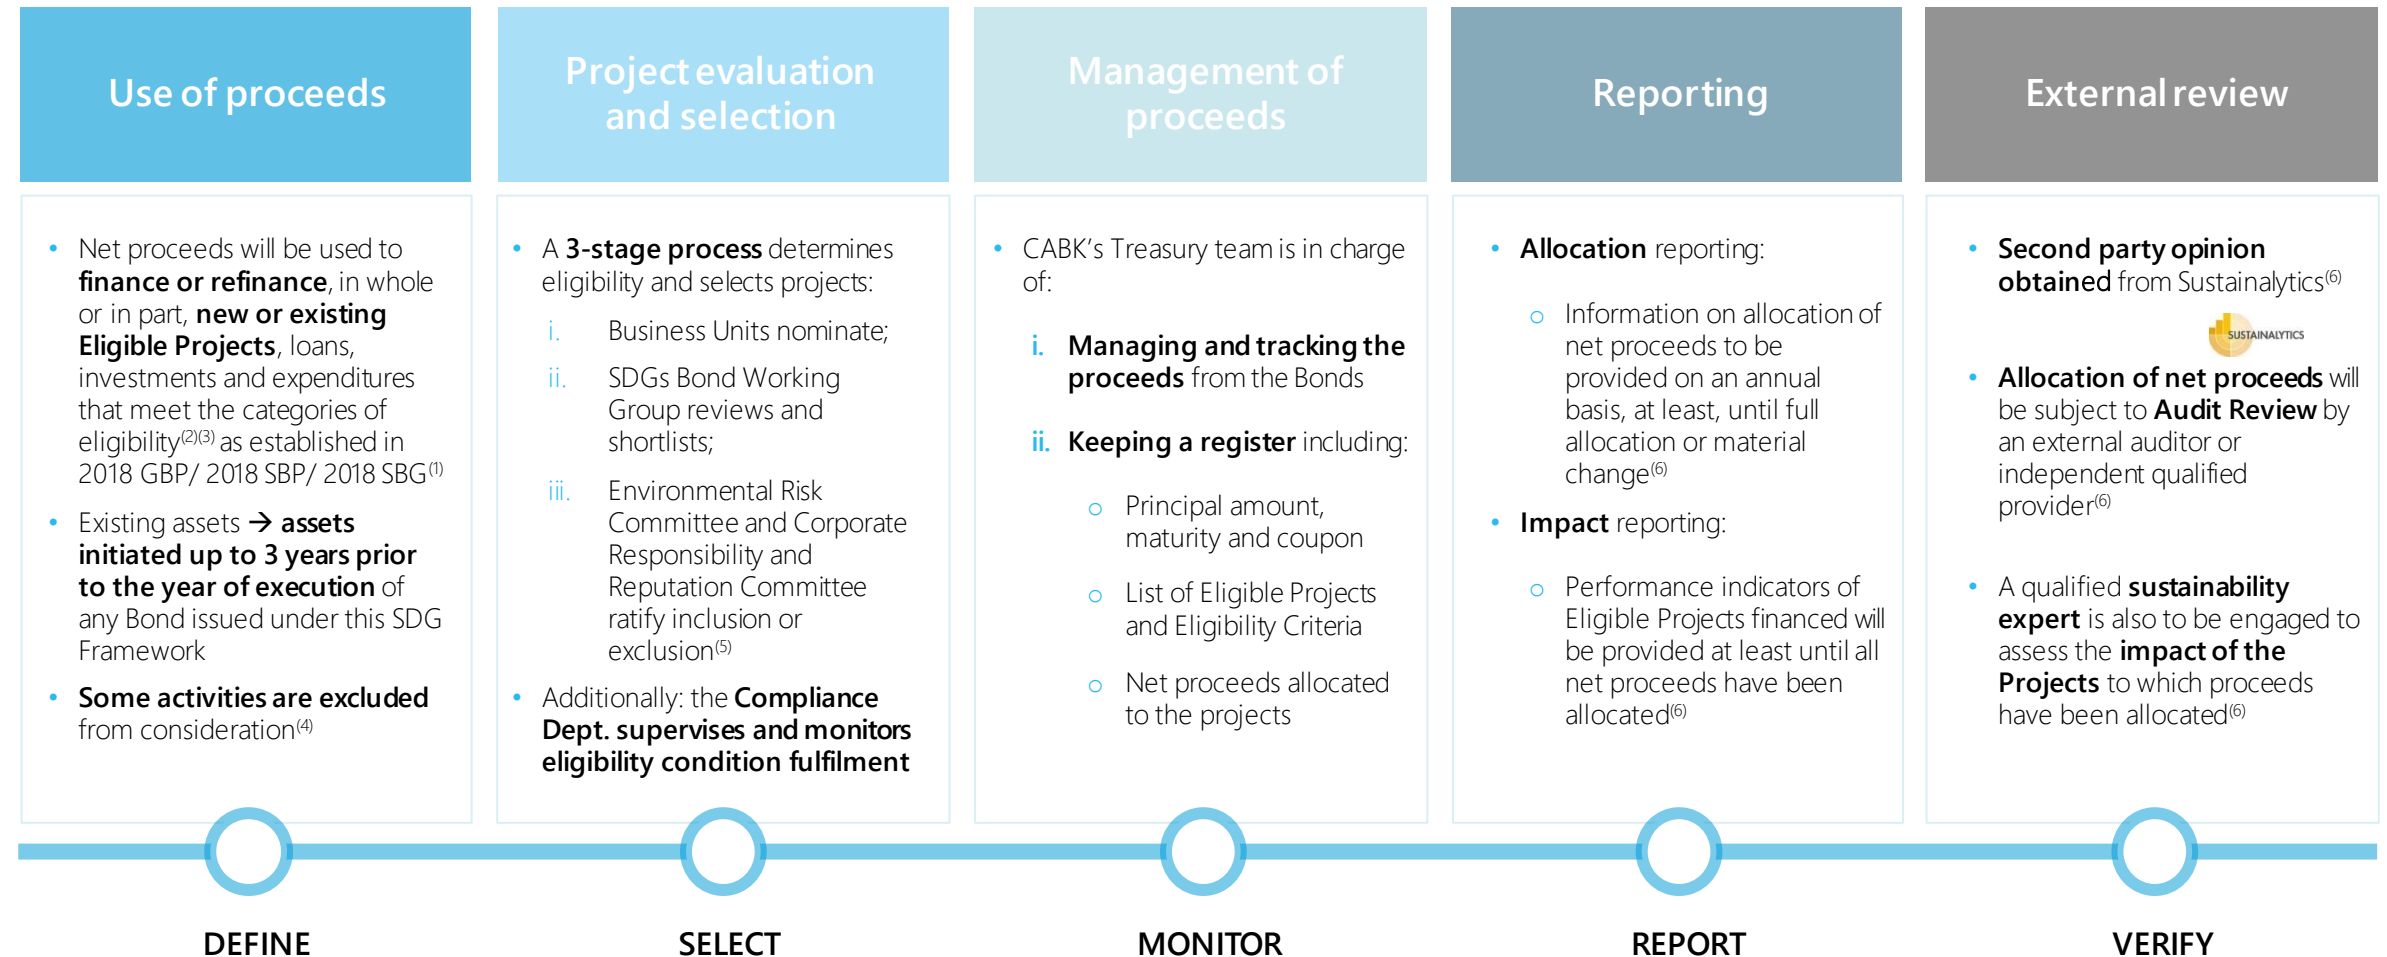 Use of proceeds
Project evaluation
and selection
Management of
proceeds
Reporting
External review
• Net proceeds will be used to
finance or refinance, in whole
or in part, new or existing
Eligible Projects, loans,
investments and expenditures
that meet the categories of
eligibility(2)(3) as established in
2018 GBP/ 2018 SBP/ 2018 SBG(1)
• Existing assets → assets
initiated up to 3 years prior
to the year of execution of
any Bond issued under this SDG
Framework
• Some activities are excluded
from consideration(4)
• A 3-stage process determines
eligibility and selects projects:
i. Business Units nominate;
ii. SDGs Bond Working
Group reviews and
shortlists;
iii. Environmental Risk
Committee and Corporate
Responsibility and
Reputation Committee
ratify inclusion or
exclusion(5)
• Additionally: the Compliance
Dept. supervises and monitors
eligibility condition fulfilment
• CABK's Treasury team is in charge
of:
i. Managing and tracking the
proceeds from the Bonds
ii. Keeping a register including:
o Principal amount,
maturity and coupon
o List of Eligible Projects
and Eligibility Criteria
o Net proceeds allocated
to the projects
• Allocation reporting:
o Information on allocation of
net proceeds to be
provided on an annual
basis, at least, until full
allocation or material
change(6)
• Impact reporting:
o Performance indicators of
Eligible Projects financed will
be provided at least until all
net proceeds have been
allocated(6)
• Second party opinion
obtained from Sustainalytics(6)
SUSTAINALYTICS
• Allocation of net proceeds will
be subject to Audit Review by
an external auditor or
independent qualified
provider(6)
• A qualified sustainability
expert is also to be engaged to
assess the impact of the
Projects to which proceeds
have been allocated(6)
DEFINE
SELECT
MONITOR
REPORT
VERIFY